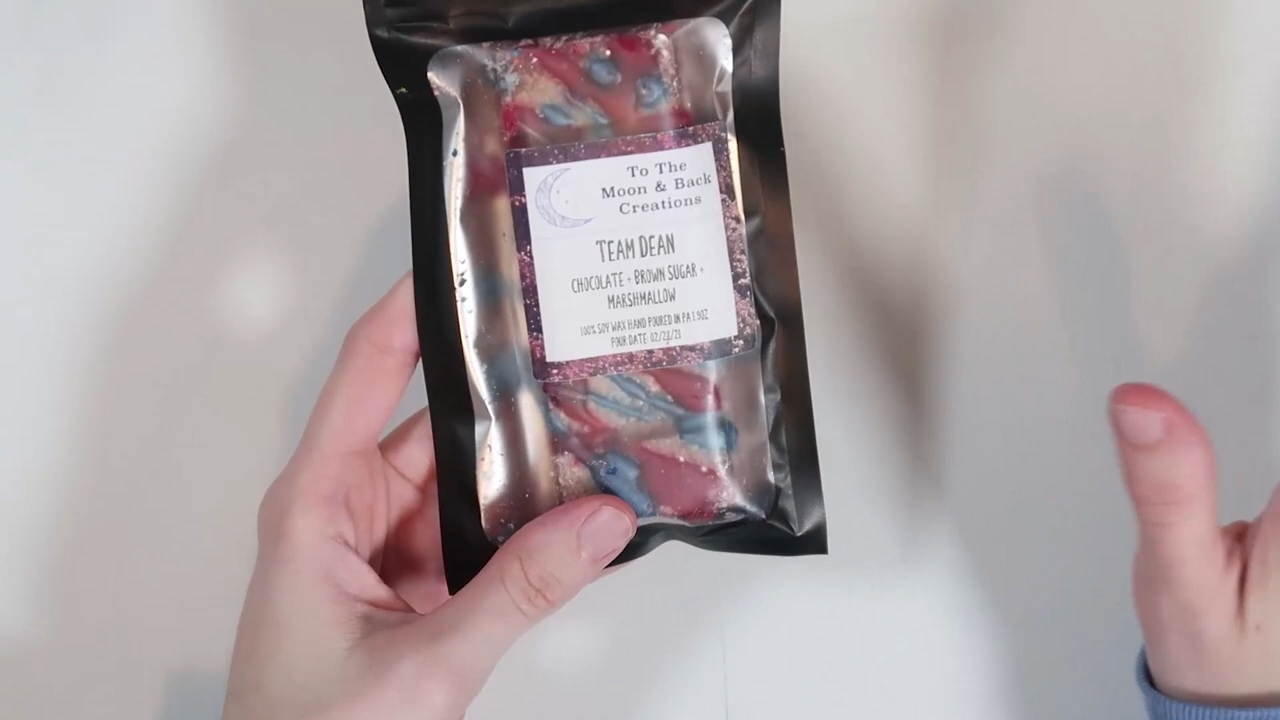 To The
Moon & Back
Creations
TEAM DEAN
CHOCOLATE + BROWN SUGAR +
MARSHMALLOW
100% SOY WAX HAND POURED IN PA 1.9OZ
POUR DATE: 02/21/21